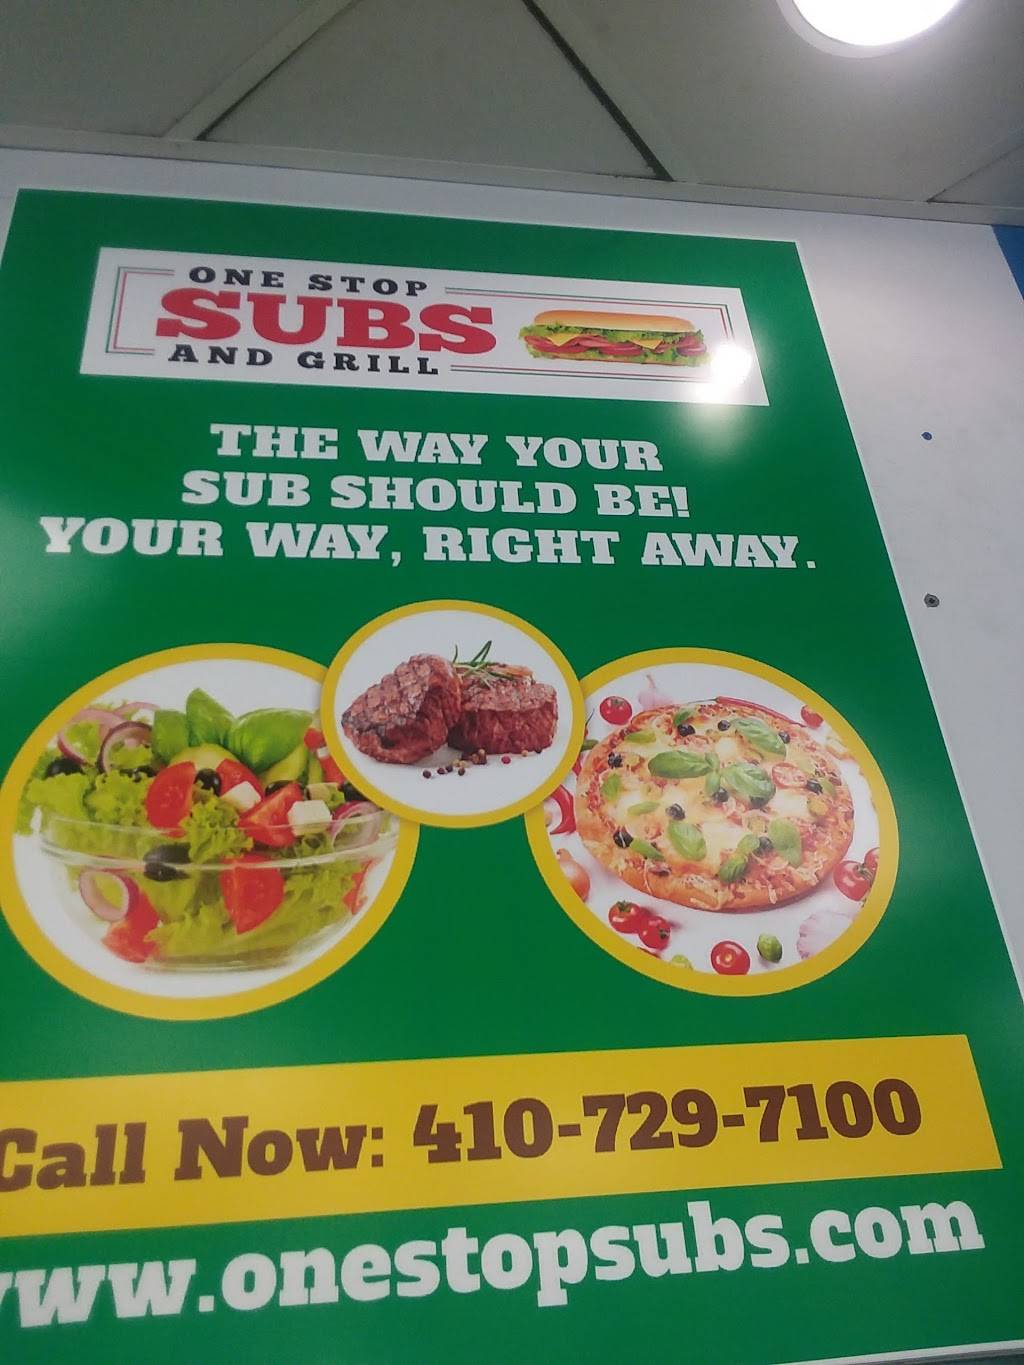 ONE STOP
SUBS
AND GRILL
THE WAY YOUR
SUB SHOULD BE!
YOUR WAY, RIGHT AWAY.
Call Now: 410-729-7100
www.onestopsubs.com